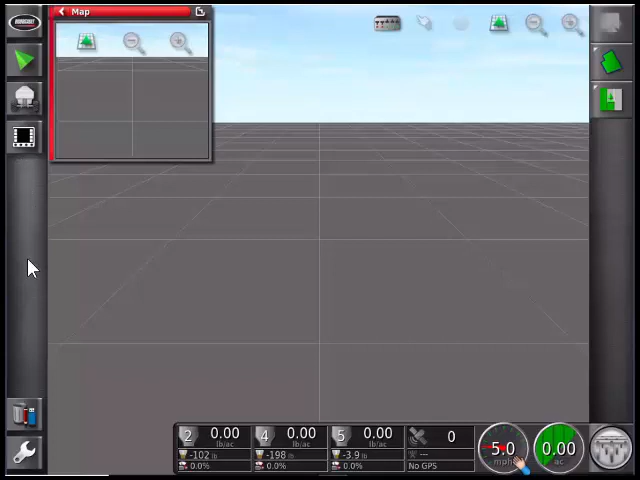 Map
2 0.00 lb/ac
4 0.00 lb/ac
5 0.00 lb/ac
0
-102 lb
-198 lb
-3.9 lb
---
0.0%
0.0%
0.0%
No GPS
5.0
mph
0.00
ac